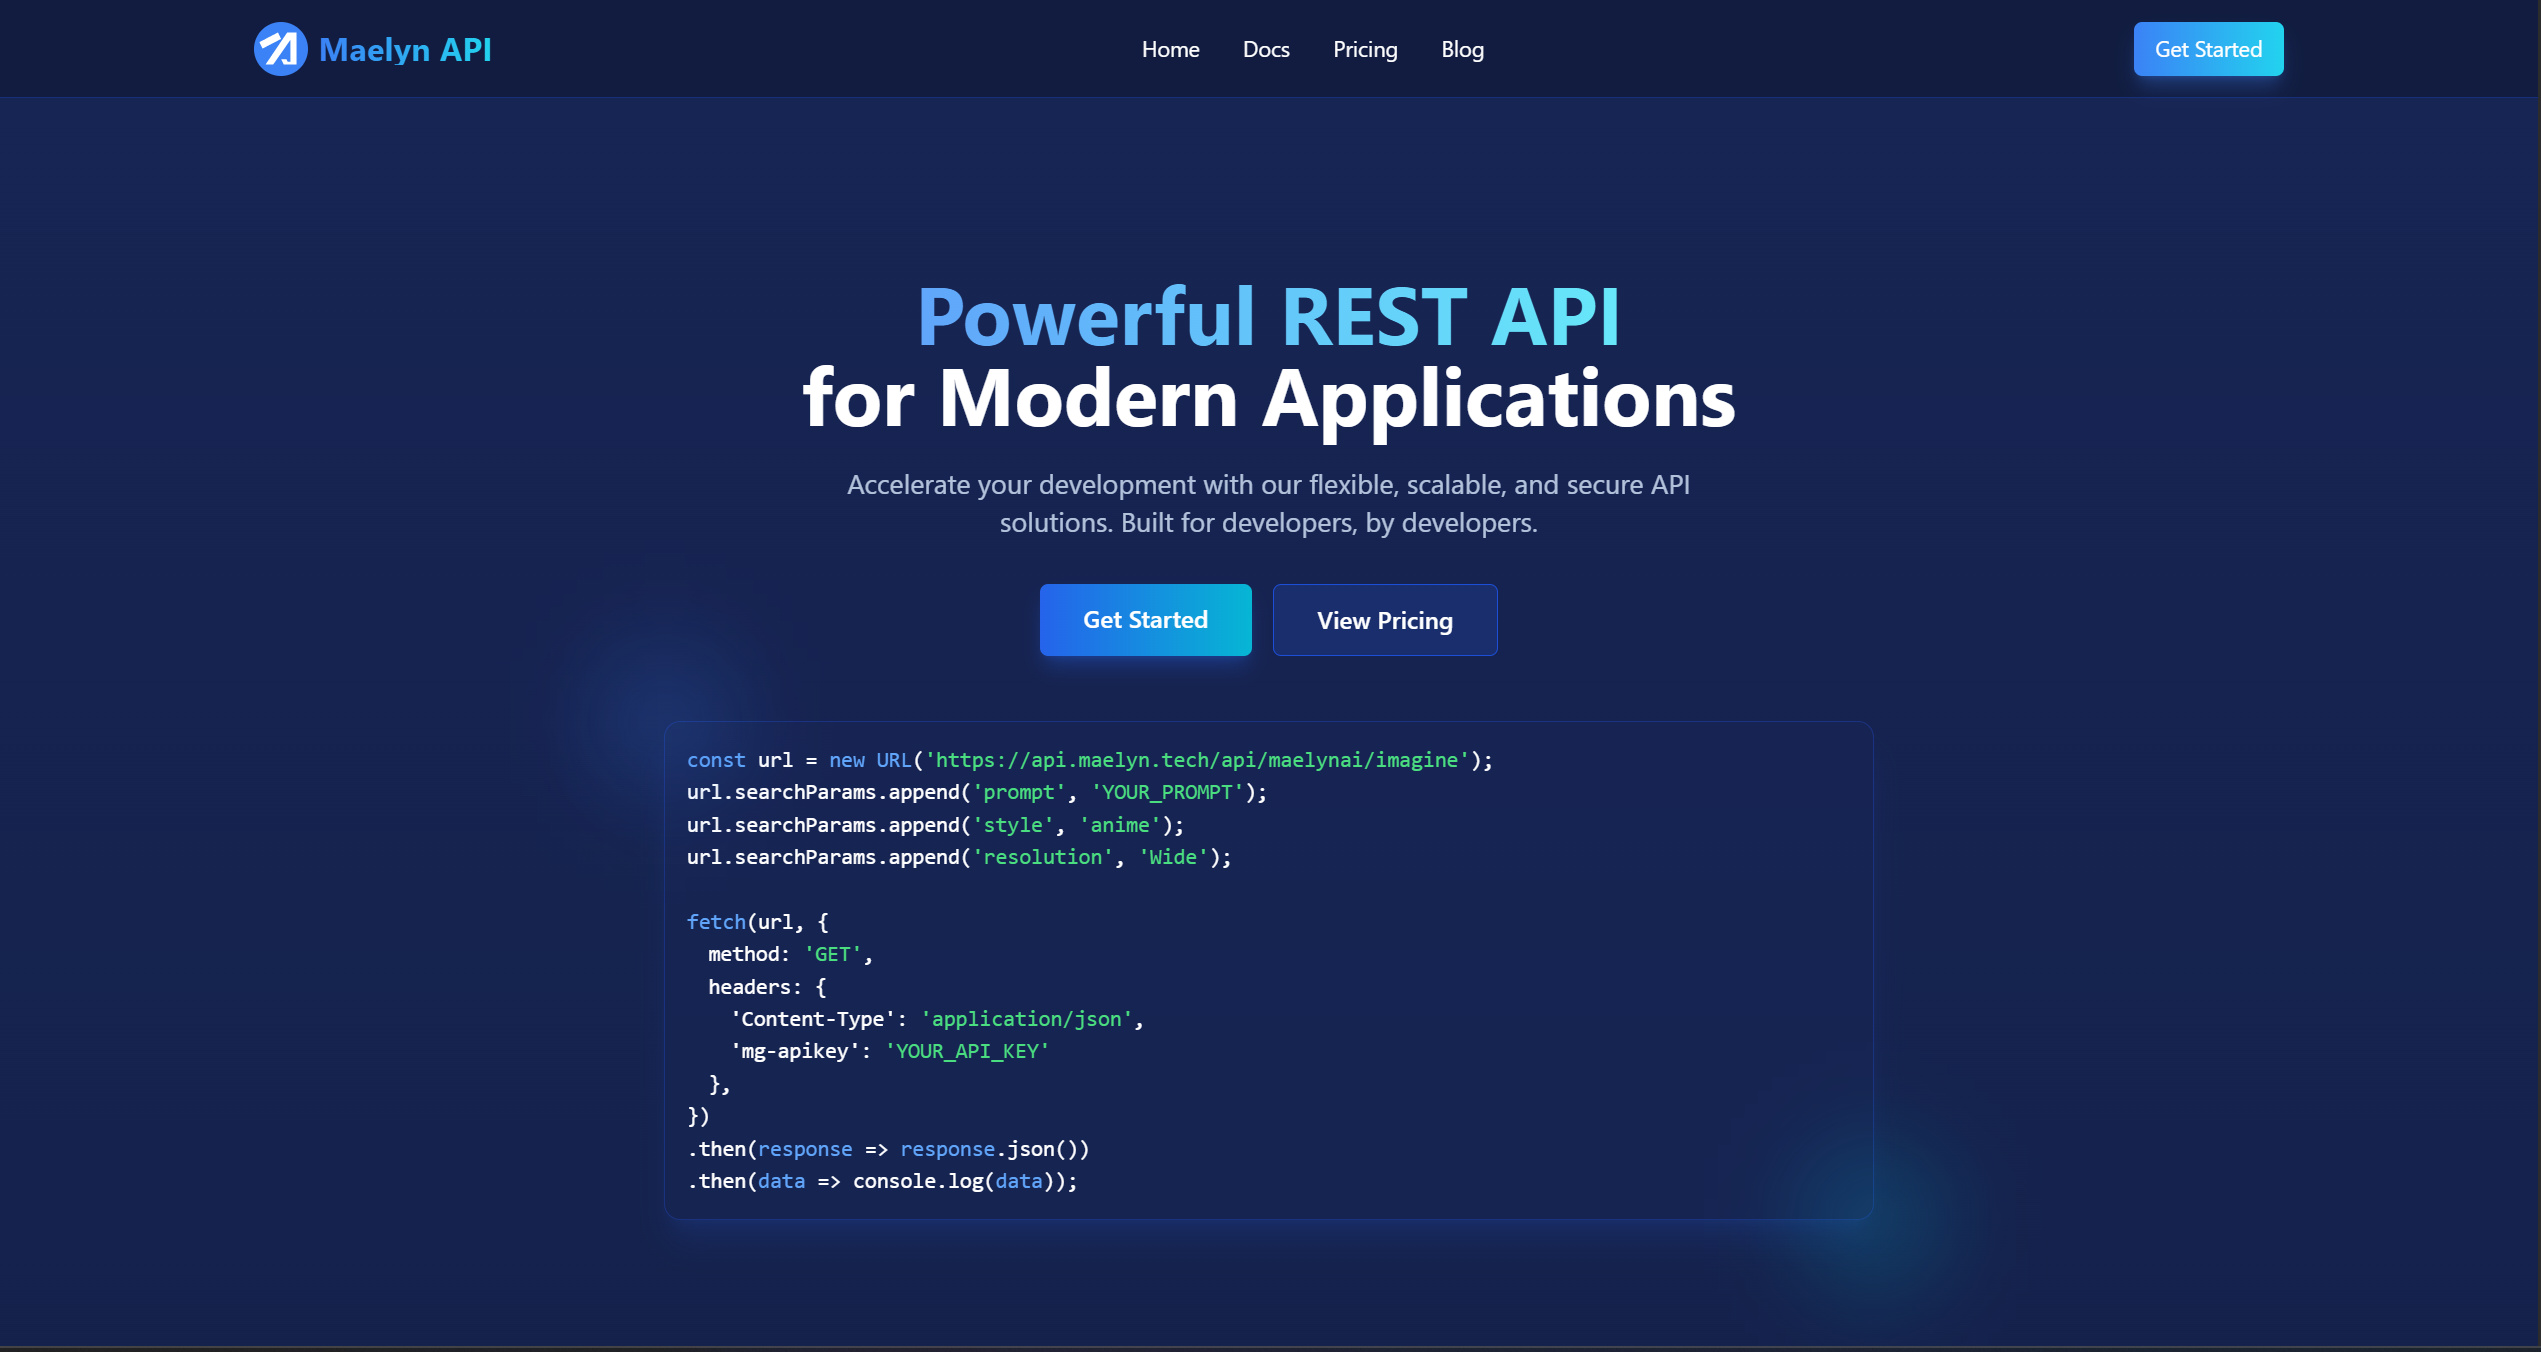 Maelyn API
Home
Docs
Pricing
Blog
Get Started
Powerful REST API
for Modern Applications
Accelerate your development with our flexible, scalable, and secure API
solutions. Built for developers, by developers.
Get Started
View Pricing
const url = new URL('https://api.maelyn.tech/api/maelynai/imagine');
url.searchParams.append('prompt', 'YOUR_PROMPT');
url.searchParams.append('style', 'anime');
url.searchParams.append('resolution', 'Wide');
fetch(url, {
  method: 'GET',
  headers: {
    'Content-Type': 'application/json',
    'mg-apikey': 'YOUR_API_KEY'
  },
})
.then(response => response.json())
.then(data => console.log(data));